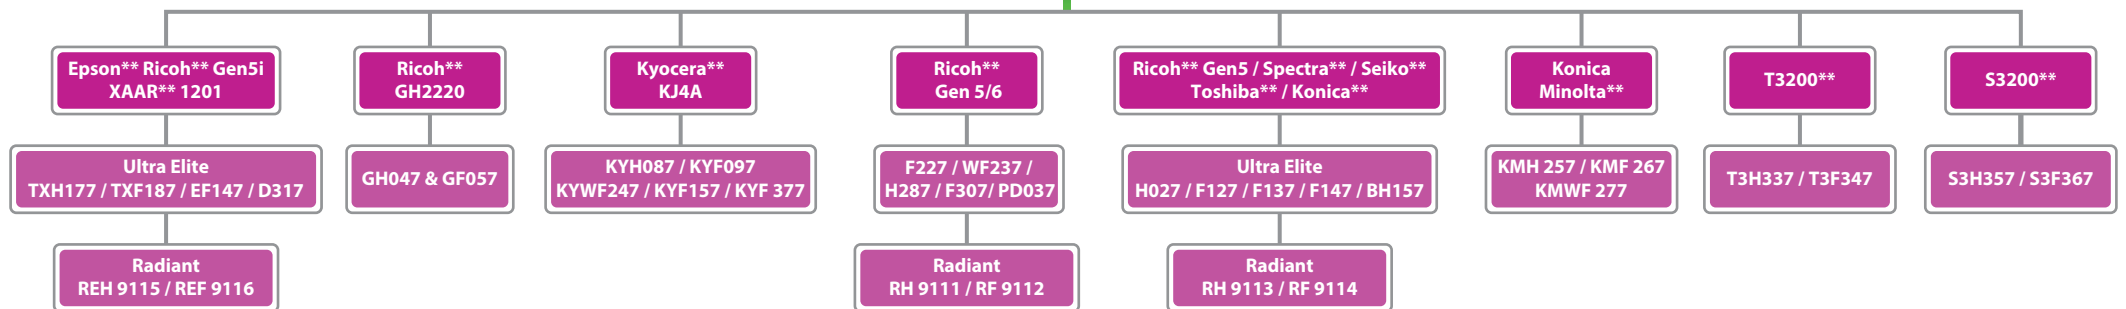 Epson** Ricoh** Gen5i
XAAR** 1201
Ricoh**
GH2220
Kyocera**
KJ4A
Ricoh**
Gen 5/6
Ricoh** Gen5 / Spectra** / Seiko**
Toshiba** / Konica**
Konica
Minolta**
T3200**
S3200**
Ultra Elite
TXH177 / TXF187 / EF147 / D317
GH047 & GF057
KYH087 / KYF097
KYWF247 / KYF157 / KYF 377
F227 / WF237 /
H287 / F307/ PD037
Ultra Elite
H027 / F127 / F137 / F147 / BH157
KMH 257 / KMF 267
KMWF 277
T3H337 / T3F347
S3H357 / S3F367
Radiant
REH 9115 / REF 9116
Radiant
RH 9111 / RF 9112
Radiant
RH 9113 / RF 9114